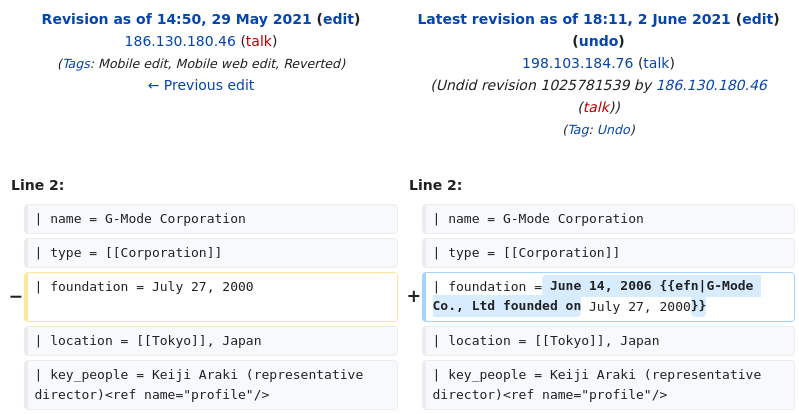 Revision as of 14:50, 29 May 2021 (edit)
186.130.180.46 (talk)
(Tags: Mobile edit, Mobile web edit, Reverted)
← Previous edit
Latest revision as of 18:11, 2 June 2021 (edit)
(undo)
198.103.184.76 (talk)
(Undid revision 1025781539 by 186.130.180.46
(talk))
(Tag: Undo)
Line 2:
Line 2:
| name = G-Mode Corporation
| name = G-Mode Corporation
| type = [[Corporation]]
| type = [[Corporation]]
− | foundation = July 27, 2000
+ | foundation = June 14, 2006 {{efn|G-Mode
Co., Ltd founded on July 27, 2000}}
| location = [[Tokyo]], Japan
| location = [[Tokyo]], Japan
| key_people = Keiji Araki (representative
director)<ref name="profile"/>
| key_people = Keiji Araki (representative
director)<ref name="profile"/>